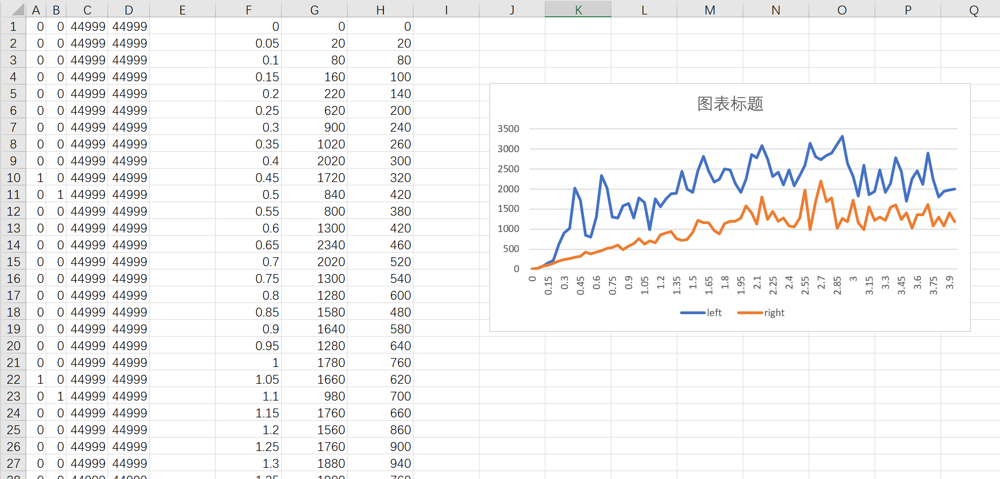 A B C D E F G H I J K L M N O P Q
1 0 0 44999 44999 0 0 0
2 0 0 44999 44999 0.05 20 20
3 0 0 44999 44999 0.1 80 80
4 0 0 44999 44999 0.15 160 100
5 0 0 44999 44999 0.2 220 140
6 0 0 44999 44999 0.25 620 200
7 0 0 44999 44999 0.3 900 240
8 0 0 44999 44999 0.35 1020 260
9 0 0 44999 44999 0.4 2020 300
10 1 0 44999 44999 0.45 1720 320
11 0 1 44999 44999 0.5 840 420
12 0 0 44999 44999 0.55 800 380
13 0 0 44999 44999 0.6 1300 420
14 0 0 44999 44999 0.65 2340 460
15 0 0 44999 44999 0.7 2020 520
16 0 0 44999 44999 0.75 1300 540
17 0 0 44999 44999 0.8 1280 600
18 0 0 44999 44999 0.85 1580 480
19 0 0 44999 44999 0.9 1640 580
20 0 0 44999 44999 0.95 1280 640
21 0 0 44999 44999 1 1780 760
22 1 0 44999 44999 1.05 1660 620
23 0 1 44999 44999 1.1 980 700
24 0 0 44999 44999 1.15 1760 660
25 0 0 44999 44999 1.2 1560 860
26 0 0 44999 44999 1.25 1760 900
27 0 0 44999 44999 1.3 1880 940
图表标题
3500
3000
2500
2000
1500
1000
500
0
0 0.15 0.3 0.45 0.6 0.75 0.9 1.05 1.2 1.35 1.5 1.65 1.8 1.95 2.1 2.25 2.4 2.55 2.7 2.85 3 3.15 3.3 3.45 3.6 3.75 3.9
left right